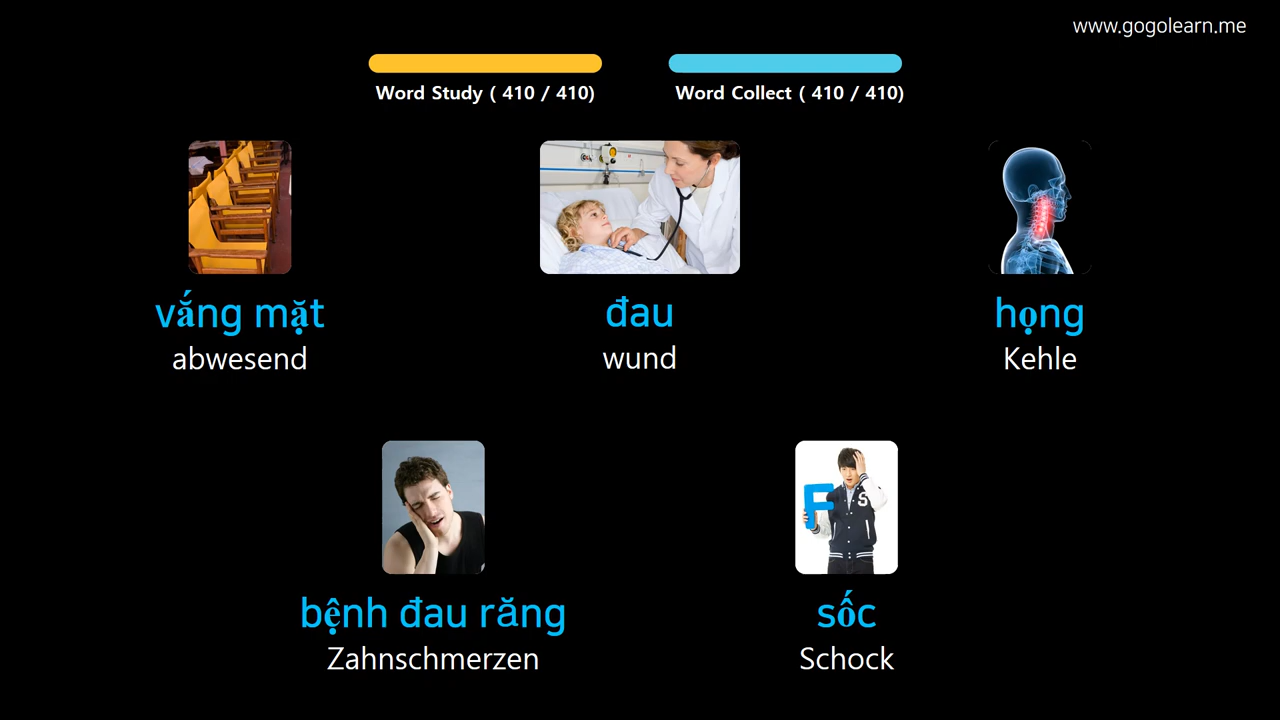 www.gogolearn.me
Word Study ( 410 / 410)
Word Collect ( 410 / 410)
vắng mặt
abwesend
đau
wund
họng
Kehle
F
S
bệnh đau răng
Zahnschmerzen
sốc
Schock